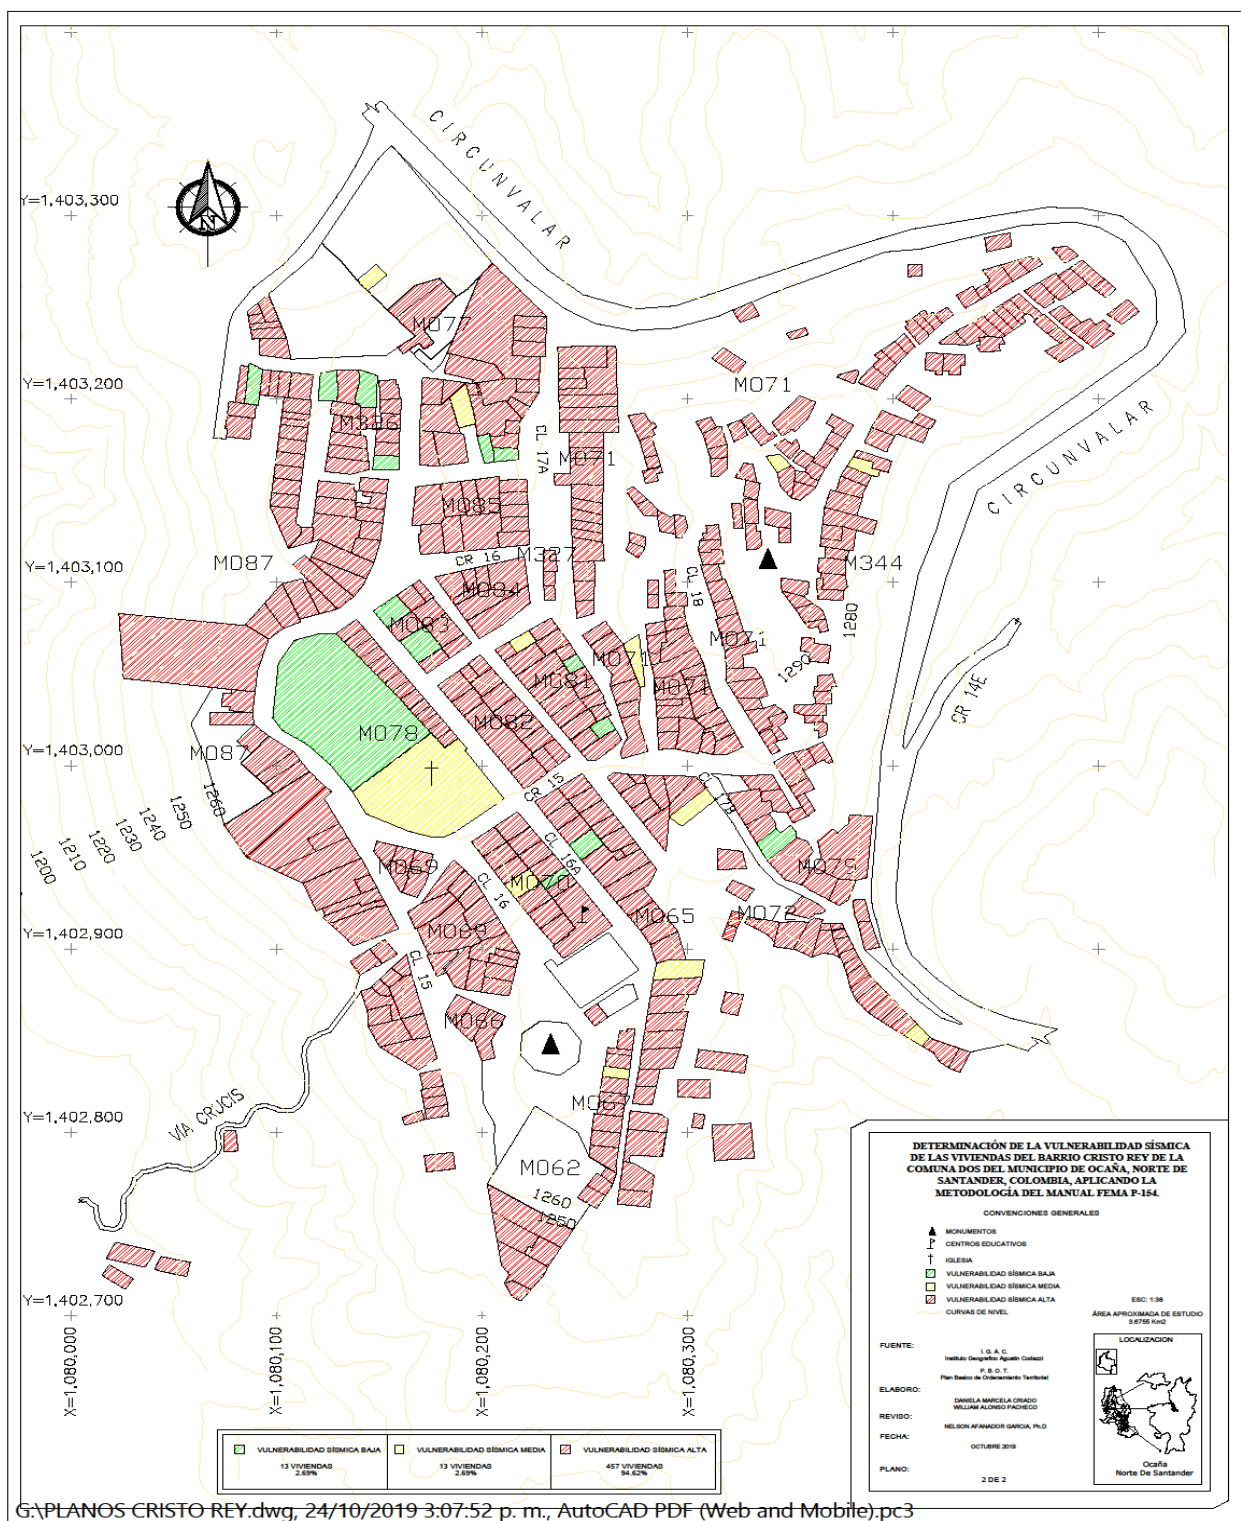 CIRCUNVALAR
Y=1,403,300
N
M077
Y=1,403,200
M071
CIRCUNVALAR
M326
CL 17A
M071
M085
M087
CR 16
M327
M344
Y=1,403,100
M084
CL 18
M083
1280
M071
M071
M081
1290
M071
CR 14E
M082
M078
M087
Y=1,403,000
CR 15
CL 17B
1260
1250
1240
1230
1220
1210
1200
CL 16A
M069
M079
M070
CL 16
M065
M072
M069
Y=1,402,900
CL 15
M066
VIA CRUCIS
M067
Y=1,402,800
M062
1260
1250
Y=1,402,700
X=1,080,000
X=1,080,100
X=1,080,200
X=1,080,300
DETERMINACIÓN DE LA VULNERABILIDAD SÍSMICA
DE LAS VIVIENDAS DEL BARRIO CRISTO REY DE LA
COMUNA DOS DEL MUNICIPIO DE OCAÑA, NORTE DE
SANTANDER, COLOMBIA, APLICANDO LA
METODOLOGÍA DEL MANUAL FEMA P-154.
CONVENCIONES GENERALES
MONUMENTOS
CENTROS EDUCATIVOS
IGLESIA
VULNERABILIDAD SÍSMICA BAJA
VULNERABILIDAD SÍSMICA MEDIA
VULNERABILIDAD SÍSMICA ALTA
CURVAS DE NIVEL
ESC: 1:38
ÁREA APROXIMADA DE ESTUDIO
3.6755 Km2
LOCALIZACION
FUENTE:
I. G. A. C.
Instituto Geografico Agustin Codazzi
P. B. O. T.
Plan Basico de Ordenamiento Territorial
ELABORO:
DANIELA MARCELA CRIADO
WILLIAM ALONSO PACHECO
REVISO:
NELSON AFANADOR GARCIA, Ph.D
FECHA:
OCTUBRE 2019
PLANO:
2 DE 2
Ocaña
Norte De Santander
VULNERABILIDAD SÍSMICA BAJA
13 VIVIENDAS
2.69%
VULNERABILIDAD SÍSMICA MEDIA
13 VIVIENDAS
2.69%
VULNERABILIDAD SÍSMICA ALTA
457 VIVIENDAS
94.62%
G:\PLANOS CRISTO REY.dwg, 24/10/2019 3:07:52 p. m., AutoCAD PDF (Web and Mobile).pc3